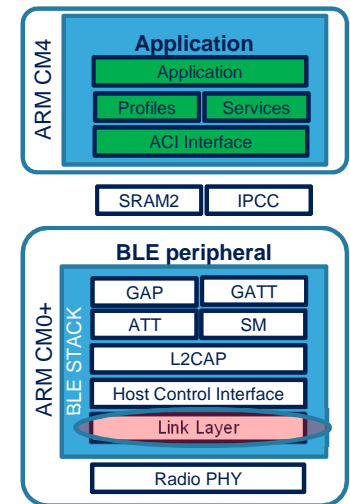 ARM CM4
Application
Application
Profiles Services
ACI Interface
SRAM2 IPCC
ARM CM0+
BLE peripheral
BLE STACK
GAP GATT
ATT SM
L2CAP
Host Control Interface
Link Layer
Radio PHY